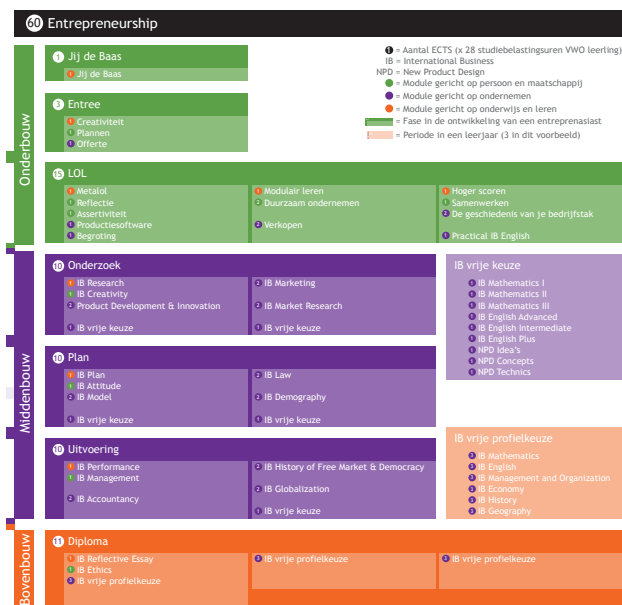 60 Entrepreneurship
Onderbouw
1 Jij de Baas
1 Jij de Baas
3 Entree
1 Creativiteit
1 Plannen
1 Offerte
= Aantal ECTS (x 28 studiebelastingsuren VWO leerling)
IB = International Business
NPD = New Product Design
= Module gericht op persoon en maatschappij
= Module gericht op ondernemen
= Module gericht op onderwijs en leren
= Fase in de ontwikkeling van een entreprenasiast
= Periode in een leerjaar (3 in dit voorbeeld)
15 LOL
1 Metalol
1 Reflectie
1 Assertiviteit
1 Productiesoftware
1 Begroting
1 Modulair leren
2 Duurzaam ondernemen
2 Verkopen
1 Hoger scoren
1 Samenwerken
2 De geschiedenis van je bedrijfstak
1 Practical IB English
Middenbouw
10 Onderzoek
1 IB Research
1 IB Creativity
2 Product Development & Innovation
1 IB vrije keuze
2 IB Marketing
2 IB Market Research
1 IB vrije keuze
IB vrije keuze
1 IB Mathematics I
1 IB Mathematics II
1 IB Mathematics III
1 IB English Advanced
1 IB English Intermediate
1 IB English Plus
1 NPD Idea's
1 NPD Concepts
1 NPD Technics
10 Plan
1 IB Plan
1 IB Attitude
2 IB Model
1 IB vrije keuze
2 IB Law
2 IB Demography
1 IB vrije keuze
10 Uitvoering
1 IB Performance
1 IB Management
2 IB Accountancy
2 IB History of Free Market & Democracy
2 IB Globalization
1 IB vrije keuze
IB vrije profielkeuze
3 IB Mathematics
3 IB English
3 IB Management and Organization
3 IB Economy
3 IB History
3 IB Geography
Bovenbouw
11 Diploma
1 IB Reflective Essay
1 IB Ethics
3 IB vrije profielkeuze
3 IB vrije profielkeuze
3 IB vrije profielkeuze